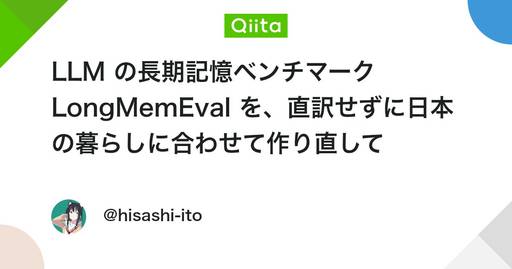 Qiita
LLM の長期記憶ベンチマーク
LongMemEval を、直訳せずに日本
の暮らしに合わせて作り直して
@hisashi-ito